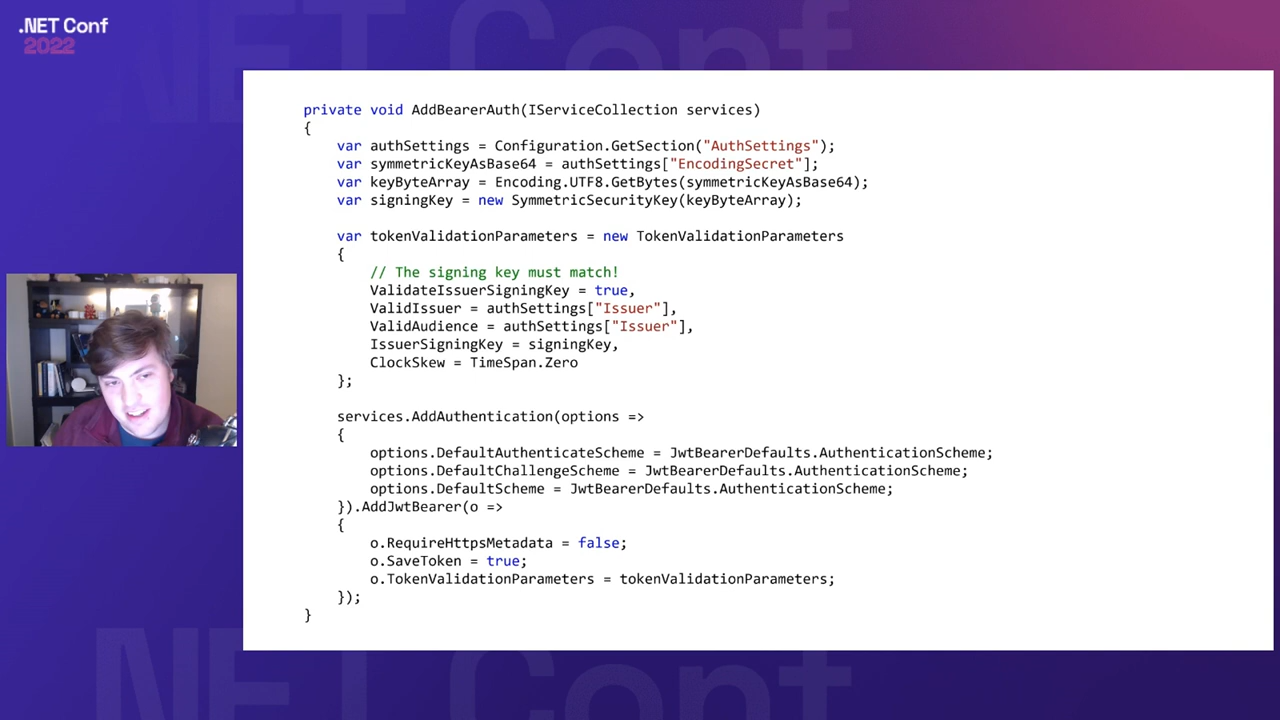 .NET Conf
2022
private void AddBearerAuth(IServiceCollection services)
{
var authSettings = Configuration.GetSection("AuthSettings");
var symmetricKeyAsBase64 = authSettings["EncodingSecret"];
var keyByteArray = Encoding.UTF8.GetBytes(symmetricKeyAsBase64);
var signingKey = new SymmetricSecurityKey(keyByteArray);
var tokenValidationParameters = new TokenValidationParameters
{
// The signing key must match!
ValidateIssuerSigningKey = true,
ValidIssuer = authSettings["Issuer"],
ValidAudience = authSettings["Issuer"],
IssuerSigningKey = signingKey,
ClockSkew = TimeSpan.Zero
};
services.AddAuthentication(options =>
{
options.DefaultAuthenticateScheme = JwtBearerDefaults.AuthenticationScheme;
options.DefaultChallengeScheme = JwtBearerDefaults.AuthenticationScheme;
options.DefaultScheme = JwtBearerDefaults.AuthenticationScheme;
}).AddJwtBearer(o =>
{
o.RequireHttpsMetadata = false;
o.SaveToken = true;
o.TokenValidationParameters = tokenValidationParameters;
});
}
.NET Conf